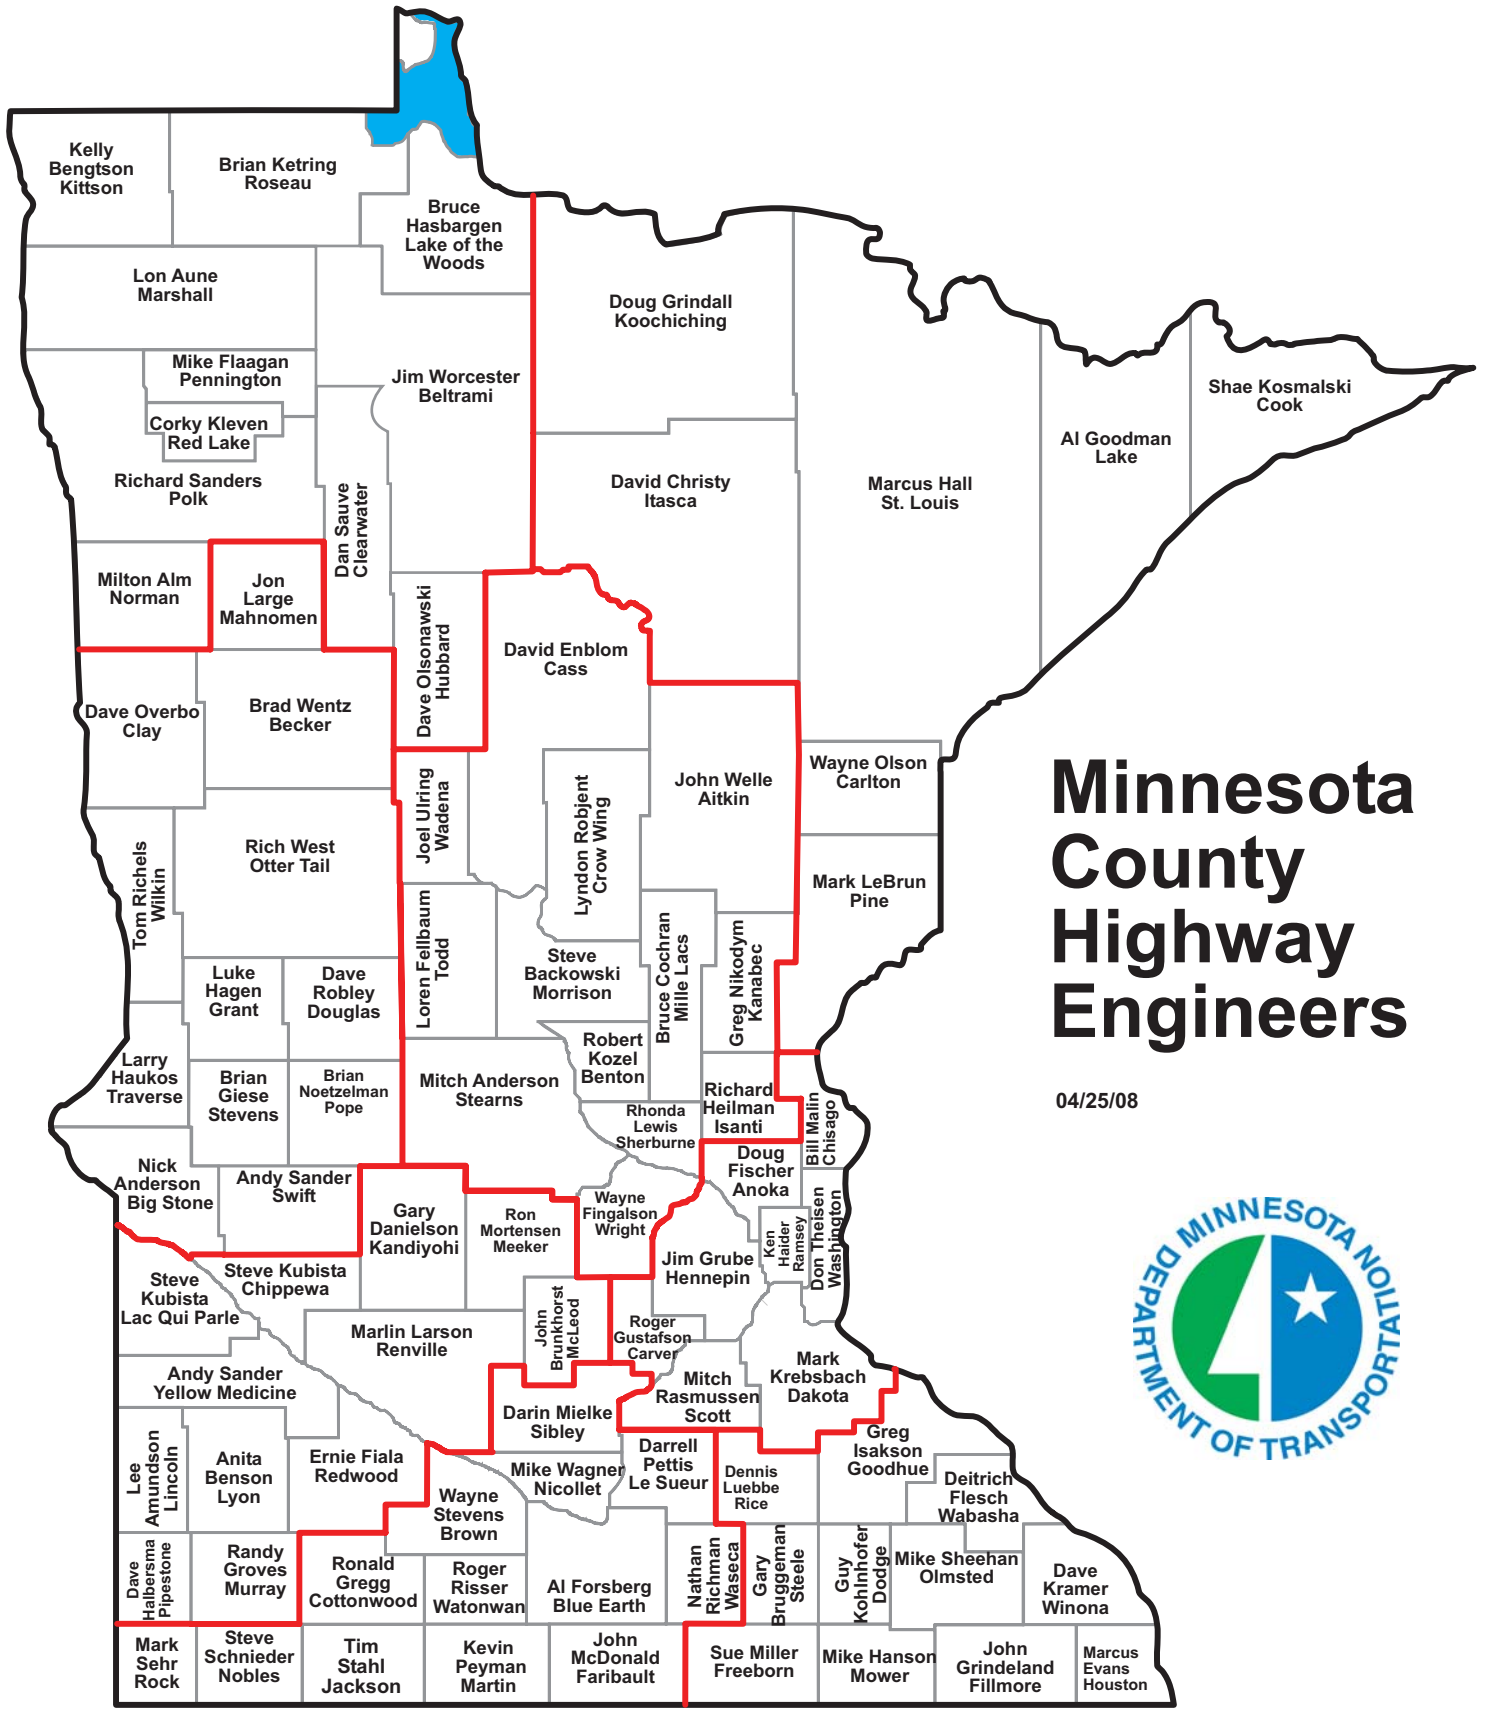 Kelly
Bengtson
Kittson
Brian Ketring
Roseau
Bruce
Hasbargen
Lake of the
Woods
Lon Aune
Marshall
Doug Grindall
Koochiching
Mike Flaagan
Pennington
Jim Worcester
Beltrami
Shae Kosmalski
Cook
Corky Kleven
Red Lake
Al Goodman
Lake
Richard Sanders
Polk
Dan Sauve
Clearwater
David Christy
Itasca
Marcus Hall
St. Louis
Milton Alm
Norman
Jon
Large
Mahnomen
Dave Olsonawski
Hubbard
David Enblom
Cass
Dave Overbo
Clay
Brad Wentz
Becker
Joel Ulring
Wadena
Lyndon Robjent
Crow Wing
John Welle
Aitkin
Wayne Olson
Carlton
Minnesota
County
Highway
Engineers
04/25/08
Tom Richels
Wilkin
Rich West
Otter Tail
Mark LeBrun
Pine
Luke
Hagen
Grant
Dave
Robley
Douglas
Loren Fellbaum
Todd
Steve
Backowski
Morrison
Bruce Cochran
Mille Lacs
Greg Nikodym
Kanabec
Larry
Haukos
Traverse
Brian
Giese
Stevens
Brian
Noetzelman
Pope
Mitch Anderson
Stearns
Robert
Kozel
Benton
Rhonda
Lewis
Sherburne
Richard
Heilman
Isanti
Bill Malin
Chisago
Nick
Anderson
Big Stone
Andy Sander
Swift
Gary
Danielson
Kandiyohi
Ron
Mortensen
Meeker
Wayne
Fingalson
Wright
Doug
Fischer
Anoka
Jim Grube
Hennepin
Ken
Haider
Ramsey
Don Theisen
Washington
Steve
Kubista
Lac Qui Parle
Steve Kubista
Chippewa
Marlin Larson
Renville
John
Brunkhorst
McLeod
Roger
Gustafson
Carver
Mitch
Rasmussen
Scott
Mark
Krebsbach
Dakota
Andy Sander
Yellow Medicine
Darin Mielke
Sibley
Lee
Amundson
Lincoln
Anita
Benson
Lyon
Ernie Fiala
Redwood
Mike Wagner
Nicollet
Darrell
Pettis
Le Sueur
Dennis
Luebbe
Rice
Greg
Isakson
Goodhue
Deitrich
Flesch
Wabasha
Wayne
Stevens
Brown
Dave
Halbersma
Pipestone
Randy
Groves
Murray
Ronald
Gregg
Cottonwood
Roger
Risser
Watonwan
Al Forsberg
Blue Earth
Nathan
Richman
Waseca
Gary
Bruggeman
Steele
Guy
Kohlnhofer
Dodge
Mike Sheehan
Olmsted
Dave
Kramer
Winona
Mark
Sehr
Rock
Steve
Schnieder
Nobles
Tim
Stahl
Jackson
Kevin
Peyman
Martin
John
McDonald
Faribault
Sue Miller
Freeborn
Mike Hanson
Mower
John
Grindeland
Fillmore
Marcus
Evans
Houston
MINNESOTA
DEPARTMENT OF TRANSPORTATION